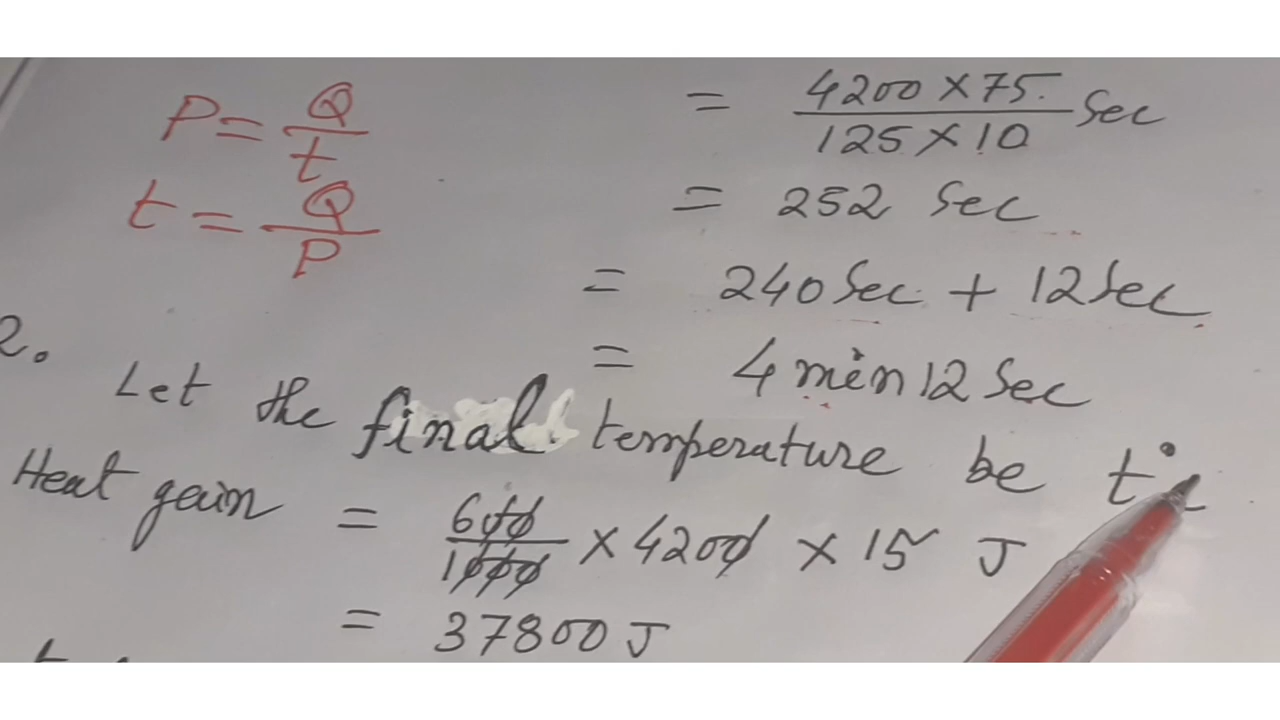 P = Q/t
t = Q/P
= 4200 × 75 / 125 × 10 Sec
= 252 Sec
= 240 Sec + 12 Sec
= 4 min 12 Sec
2.
Let the final temperature be t°c
Heat gain = 600/1000 × 4200 × 15 J
= 37800 J